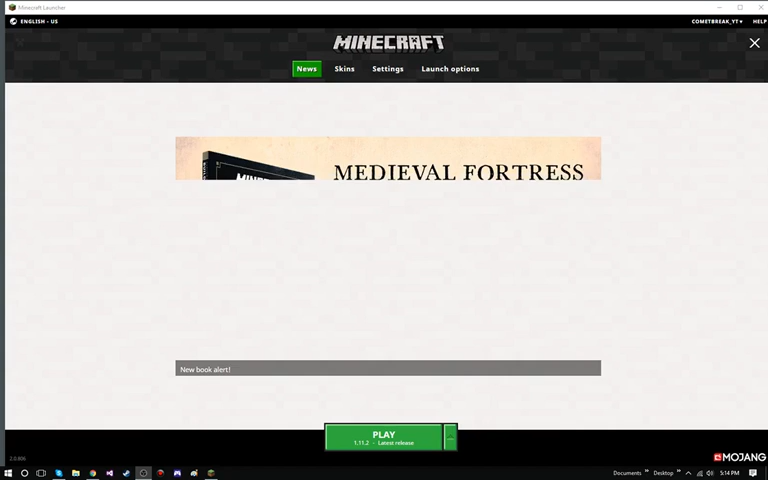 Minecraft Launcher
ENGLISH - US
COMETBREAK_YT
HELP
MINECRAFT
News
Skins
Settings
Launch options
MEDIEVAL FORTRESS
New book alert!
PLAY
1.11.2 - Latest release
2.0.806
MOJANG
Documents
Desktop
5:14 PM